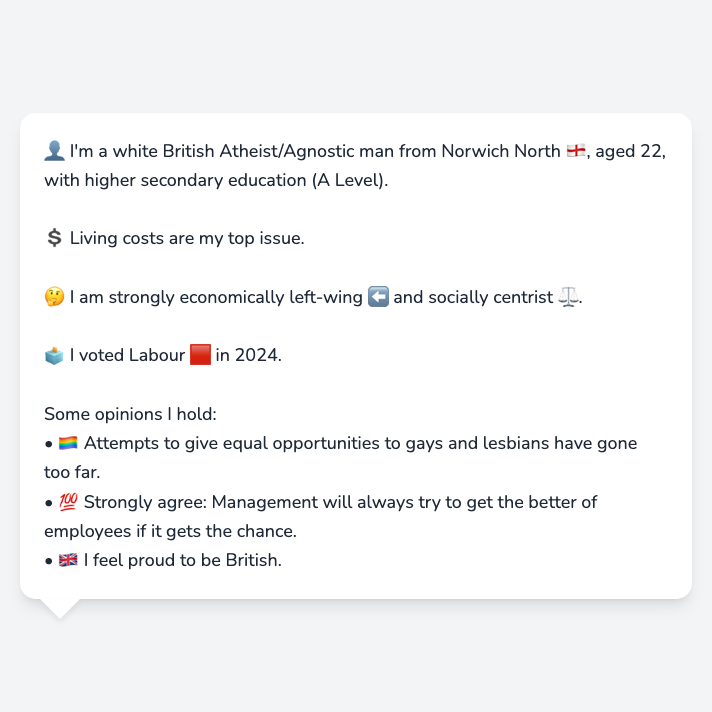 👤 I'm a white British Atheist/Agnostic man from Norwich North 🏴󠁧󠁢󠁥󠁮󠁧󠁿, aged 22,
with higher secondary education (A Level).
💲 Living costs are my top issue.
🤔 I am strongly economically left-wing ⬅️ and socially centrist ⚖️.
🗳️ I voted Labour 🟥 in 2024.
Some opinions I hold:
• 🏳️‍🌈 Attempts to give equal opportunities to gays and lesbians have gone
too far.
• 💯 Strongly agree: Management will always try to get the better of
employees if it gets the chance.
• 🇬🇧 I feel proud to be British.